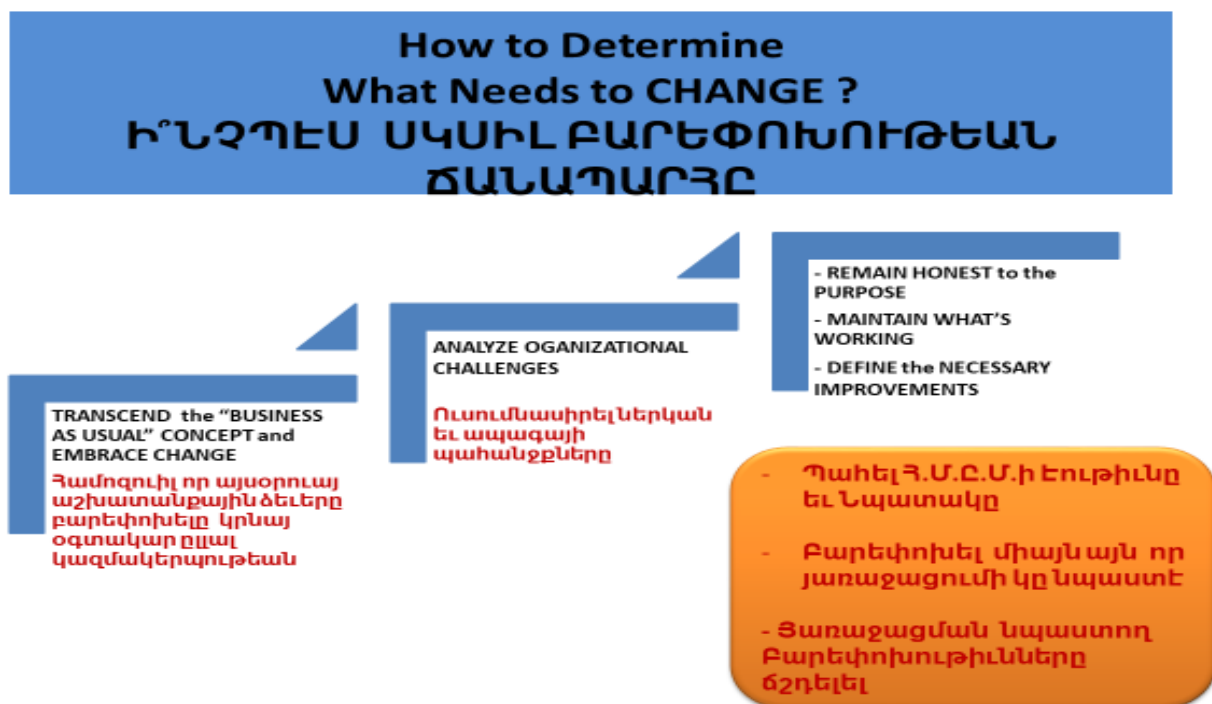 How to Determine
What Needs to CHANGE ?
Ի՞ՆՉՊԷՍ ՍԿՍԻԼ ԲԱՐԵՓՈԽՈՒԹԵԱՆ
ՃԱՆԱՊԱՐՀԸ
TRANSCEND the “BUSINESS
AS USUAL” CONCEPT and
EMBRACE CHANGE
Համոզուիլ որ այսօրուայ
աշխատանքային ձեւերը
բարեփոխելը կրնայ
օգտակար ըլլալ
կազմակերպութեան
ANALYZE OGANIZATIONAL
CHALLENGES
Ուսումնասիրել ներկան
եւ ապագայի
պահանջքները
- REMAIN HONEST to the
PURPOSE
- MAINTAIN WHAT’S
WORKING
- DEFINE the NECESSARY
IMPROVEMENTS
- Պահել Հ.Մ.Ը.Մ.ի Էութիւնը
եւ Նպատակը
- Բարեփոխել միայն այն որ
յառաջացումի կը նպաստէ
- Յառաջացման նպաստող
Բարեփոխութիւնները
ճշդելել